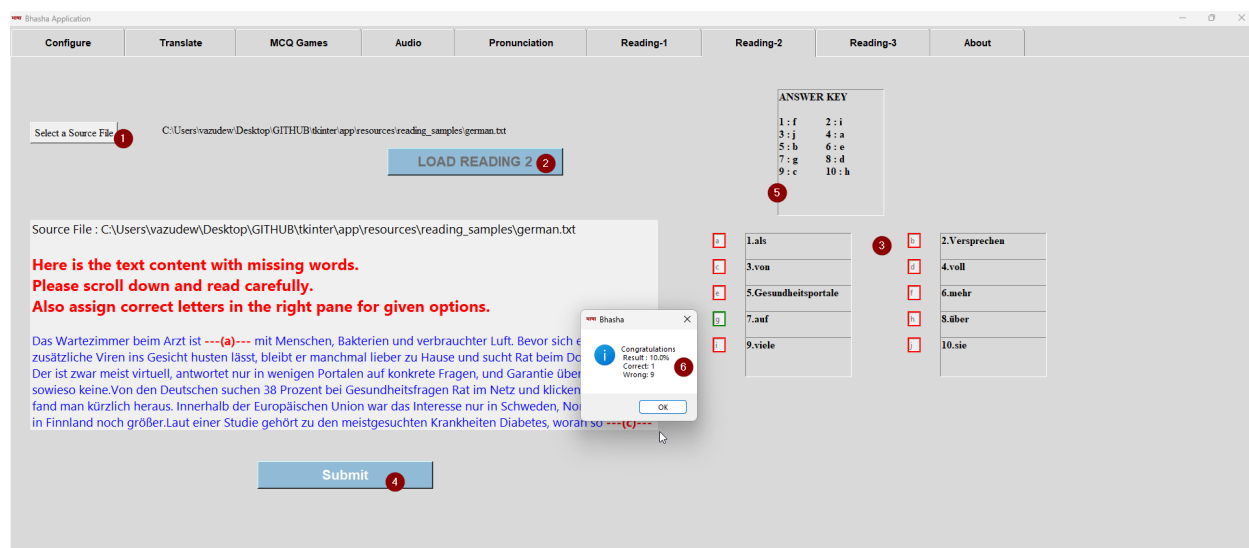 भाषा Bhasha Application
Configure Translate MCQ Games Audio Pronunciation Reading-1 Reading-2 Reading-3 About
ANSWER KEY
1 : f 2 : i
3 : j 4 : a
5 : b 6 : e
7 : g 8 : d
9 : c 10 : h
5
Select a Source File 1
C:\Users\vazudew\Desktop\GITHUB\tkinter\app\resources\reading_samples\german.txt
LOAD READING 2 2
Source File : C:\Users\vazudew\Desktop\GITHUB\tkinter\app\resources\reading_samples\german.txt
Here is the text content with missing words.
Please scroll down and read carefully.
Also assign correct letters in the right pane for given options.
Das Wartezimmer beim Arzt ist ---(a)--- mit Menschen, Bakterien und verbrauchter Luft. Bevor sich
zusätzliche Viren ins Gesicht husten lässt, bleibt er manchmal lieber zu Hause und sucht Rat beim
Der ist zwar meist virtuell, antwortet nur in wenigen Portalen auf konkrete Fragen, und Garantie über
sowieso keine.Von den Deutschen suchen 38 Prozent bei Gesundheitsfragen Rat im Netz und klicken
fand man kürzlich heraus. Innerhalb der Europäischen Union war das Interesse nur in Schweden,
in Finnland noch größer.Laut einer Studie gehört zu den meistgesuchten Krankheiten Diabetes, woran so ---(c)---
भाषा Bhasha
Congratulations
Result : 10.0%
Correct: 1
Wrong: 9
6
OK
3
a 1.als b 2.Versprechen
c 3.von d 4.voll
e 5.Gesundheitsportale f 6.mehr
g 7.auf h 8.über
i 9.viele j 10.sie
Submit 4